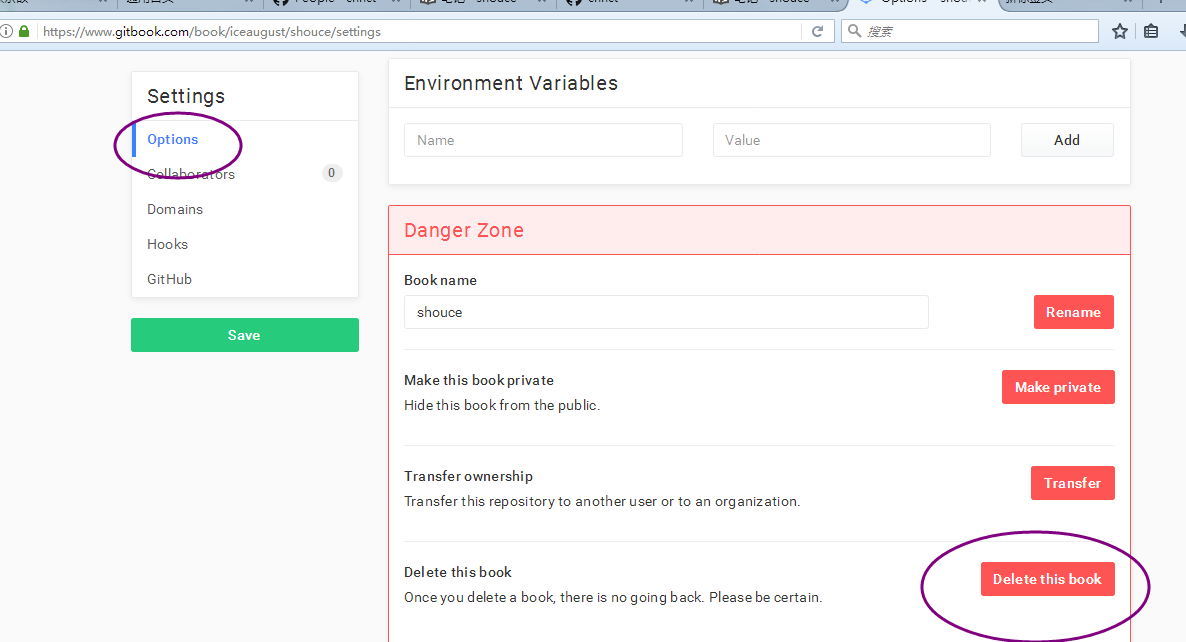 https://www.gitbook.com/book/iceaugust/shouce/settings
搜索
Settings
Options
Collaborators 0
Domains
Hooks
GitHub
Save
Environment Variables
Name Value Add
Danger Zone
Book name
shouce Rename
Make this book private
Hide this book from the public.
Make private
Transfer ownership
Transfer this repository to another user or to an organization.
Transfer
Delete this book
Once you delete a book, there is no going back. Please be certain.
Delete this book